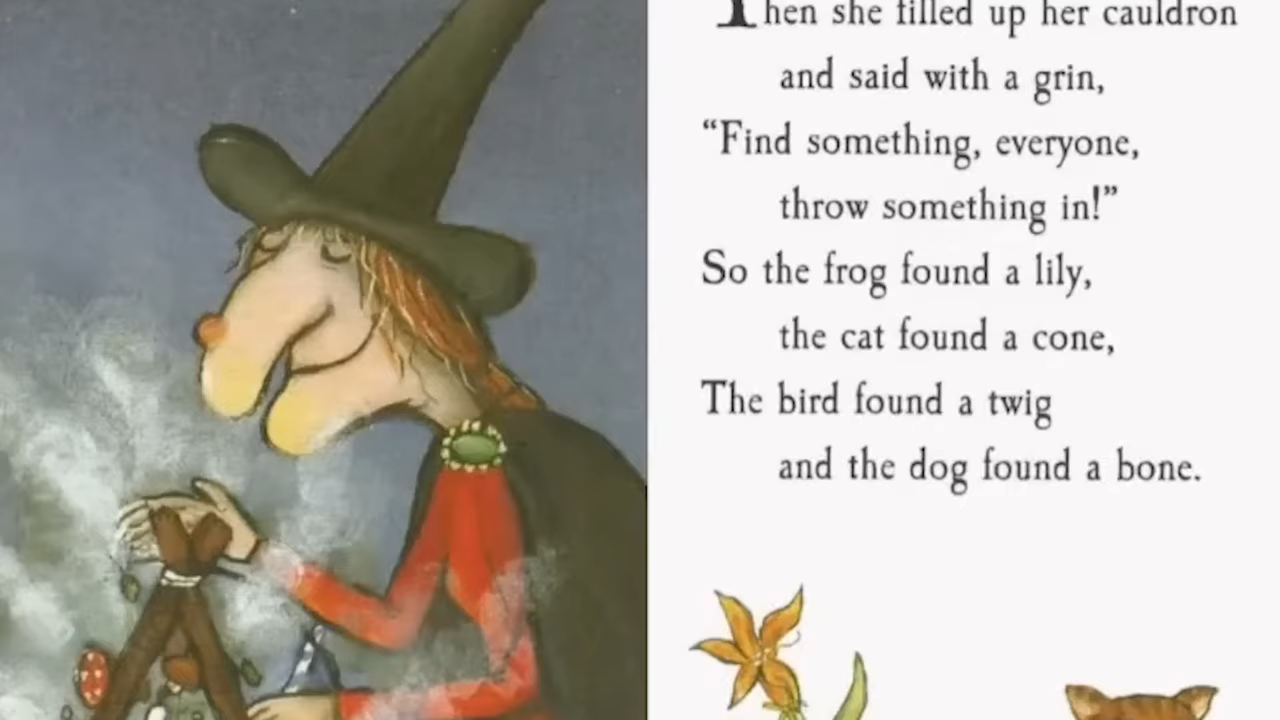 Then she filled up her cauldron
and said with a grin,
“Find something, everyone,
throw something in!”
So the frog found a lily,
the cat found a cone,
The bird found a twig
and the dog found a bone.